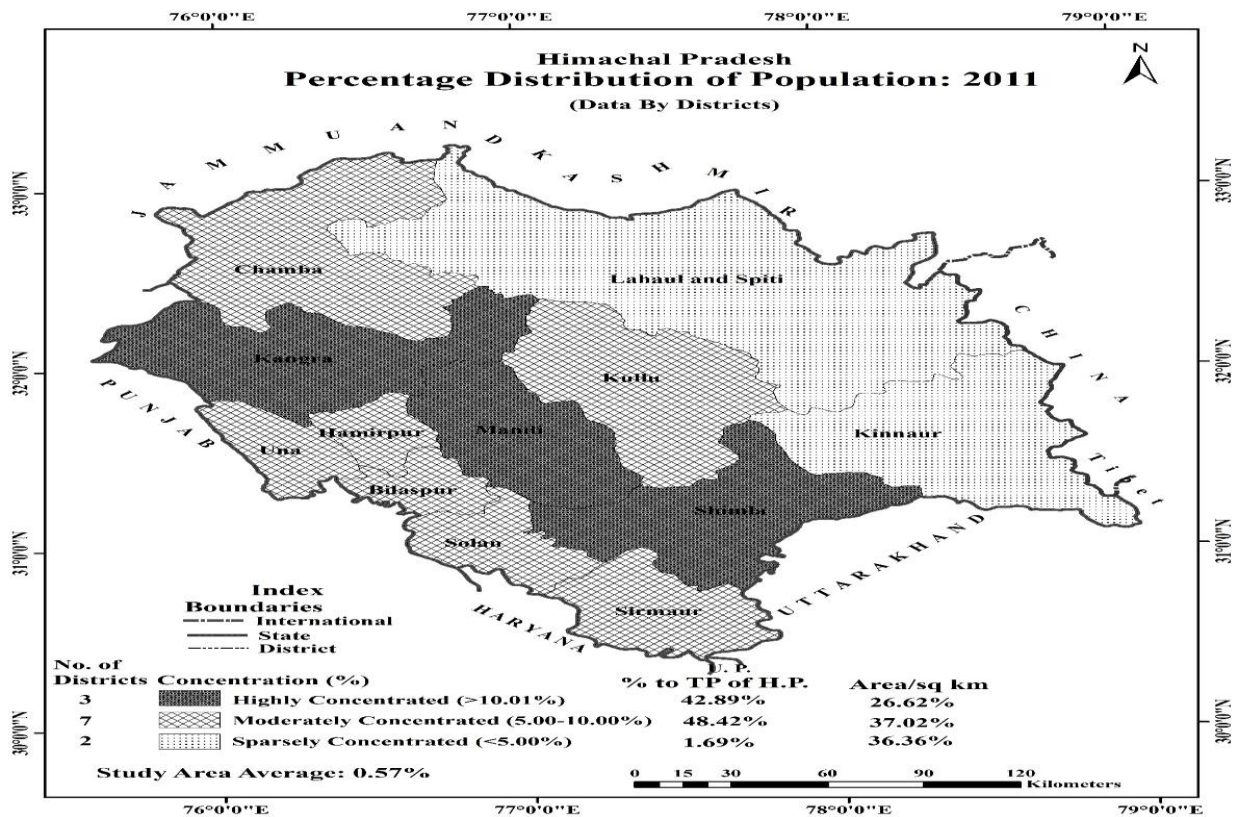 76°0'0"E 77°0'0"E 78°0'0"E 79°0'0"E
Himachal Pradesh
Percentage Distribution of Population: 2011
(Data By Districts)
N
JAMMU AND KASHMIR
33°0'0"N 33°0'0"N
Chamba
Lahaul and Spiti
CHINA
Kaogra
Kullu
32°0'0"N 32°0'0"N
PUNJAB
Hamirpur
Mandi
Kinnaur
Una
Tibet
Bilaspur
Shimla
Solan
31°0'0"N 31°0'0"N
UTTARAKHAND
HARYANA
Sirmaur
U. P.
Index
Boundaries
International
State
District
No. of
Districts Concentration (%) % to TP of H.P. Area/sq km
3 Highly Concentrated (>10.01%) 42.89% 26.62%
7 Moderately Concentrated (5.00-10.00%) 48.42% 37.02%
2 Sparsely Concentrated (<5.00%) 1.69% 36.36%
30°0'0"N 30°0'0"N
Study Area Average: 0.57%
0 15 30 60 90 120
Kilometers
76°0'0"E 77°0'0"E 78°0'0"E 79°0'0"E